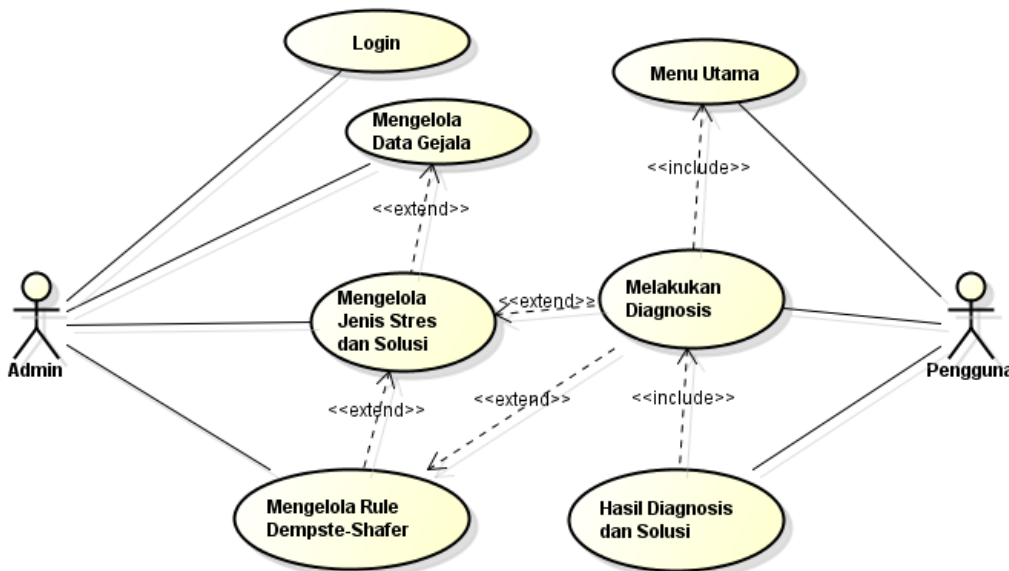 Login
Menu Utama
Mengelola
Data Gejala
<<include>>
<<extend>>
Mengelola
Jenis Stres
dan Solusi
<<extend>>
Melakukan
Diagnosis
Admin
Pengguna
<<extend>>
<<extend>>
<<include>>
Mengelola Rule
Dempste-Shafer
Hasil Diagnosis
dan Solusi